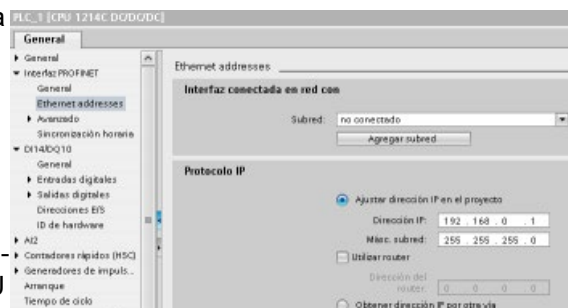 a
PLC_1 [CPU 1214C DC/DC/DC]
General
General
Interfaz PROFINET
General
Ethernet addresses
Avanzado
Sincronización horaria
DI14/DQ10
General
Entradas digitales
Salidas digitales
Direcciones E/S
ID de hardware
AI2
Contadores rápidos (HSC)
Generadores de impuls...
Arranque
Tiempo de ciclo
Ethernet addresses
Interfaz conectada en red con
Subred: no conectado
Agregar subred
Protocolo IP
Ajustar dirección IP en el proyecto
Dirección IP: 192 . 168 . 0 . 1
Másc. subred: 255 . 255 . 255 . 0
Utilizar router
Dirección del
router: 0 . 0 . 0 . 0
Obtener dirección IP por otra vía